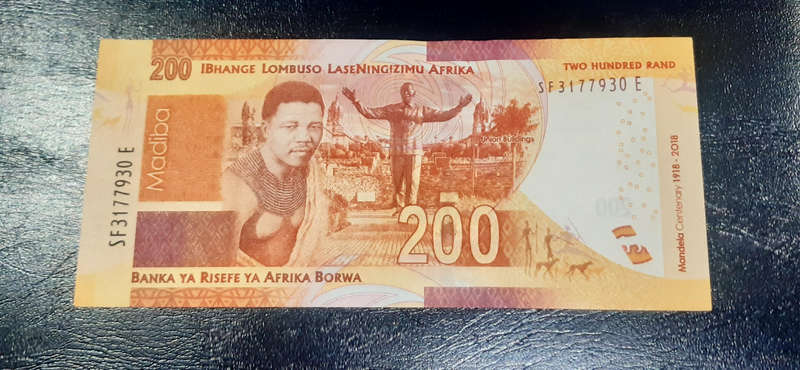 200 IBhange Lombuso LaseNingizimu Afrika
Two Hundred Rand
SF3177930 E
Madiba
Union Buildings
SF3177930 E
200
200
Mandela Centenary 1918 - 2018
Banka ya Risefe ya Afrika Borwa